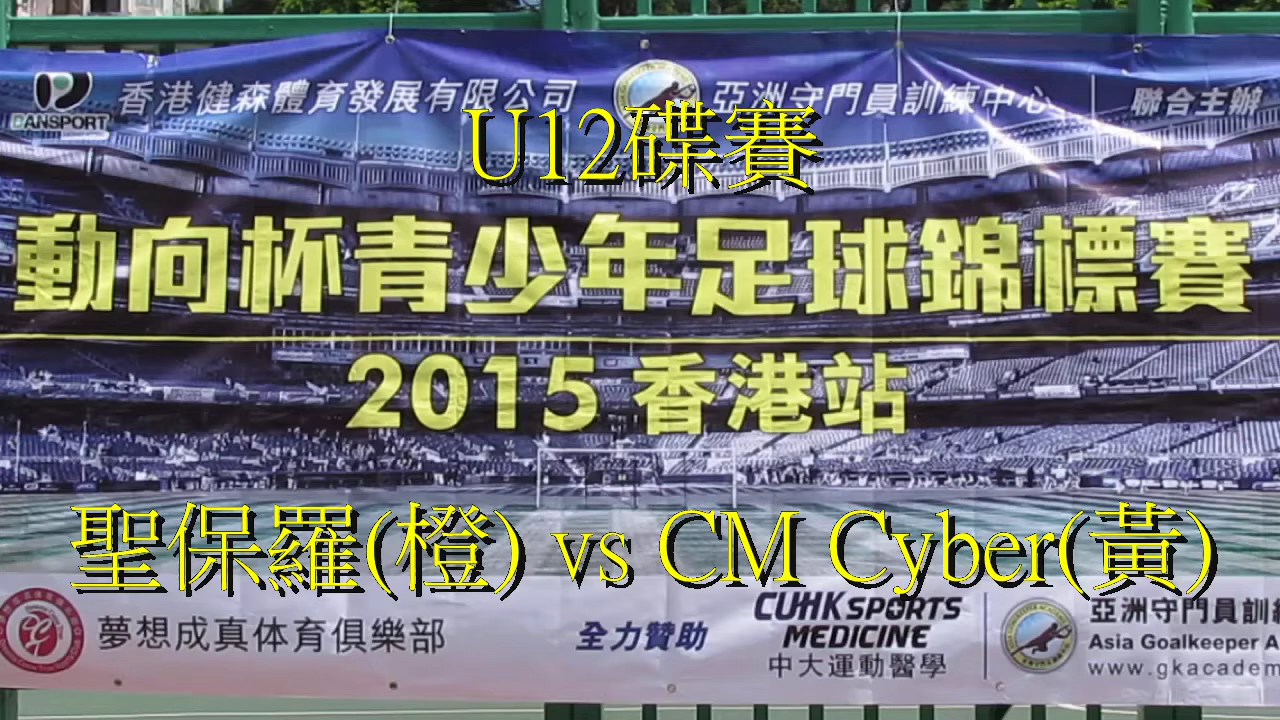 DANSPORT 香港健森體育發展有限公司 亞洲守門員訓練中心 聯合主辦
U12碟賽
動向杯青少年足球錦標賽
2015 香港站
聖保羅(橙) vs CM Cyber(黃)
夢想成真体育俱樂部 全力贊助
CUHK SPORTS
MEDICINE
中大運動醫學
亞洲守門員訓
Asia Goalkeeper A
www.gkacadem